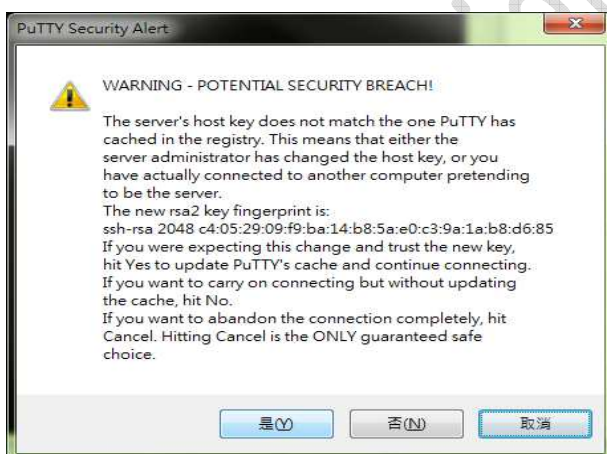 PuTTY Security Alert
WARNING - POTENTIAL SECURITY BREACH!
The server's host key does not match the one PuTTY has
cached in the registry. This means that either the
server administrator has changed the host key, or you
have actually connected to another computer pretending
to be the server.
The new rsa2 key fingerprint is:
ssh-rsa 2048 c4:05:29:09:f9:ba:14:b8:5a:e0:c3:9a:1a:b8:d6:85
If you were expecting this change and trust the new key,
hit Yes to update PuTTY's cache and continue connecting.
If you want to carry on connecting but without updating
the cache, hit No.
If you want to abandon the connection completely, hit
Cancel. Hitting Cancel is the ONLY guaranteed safe
choice.
是(Y) 否(N) 取消